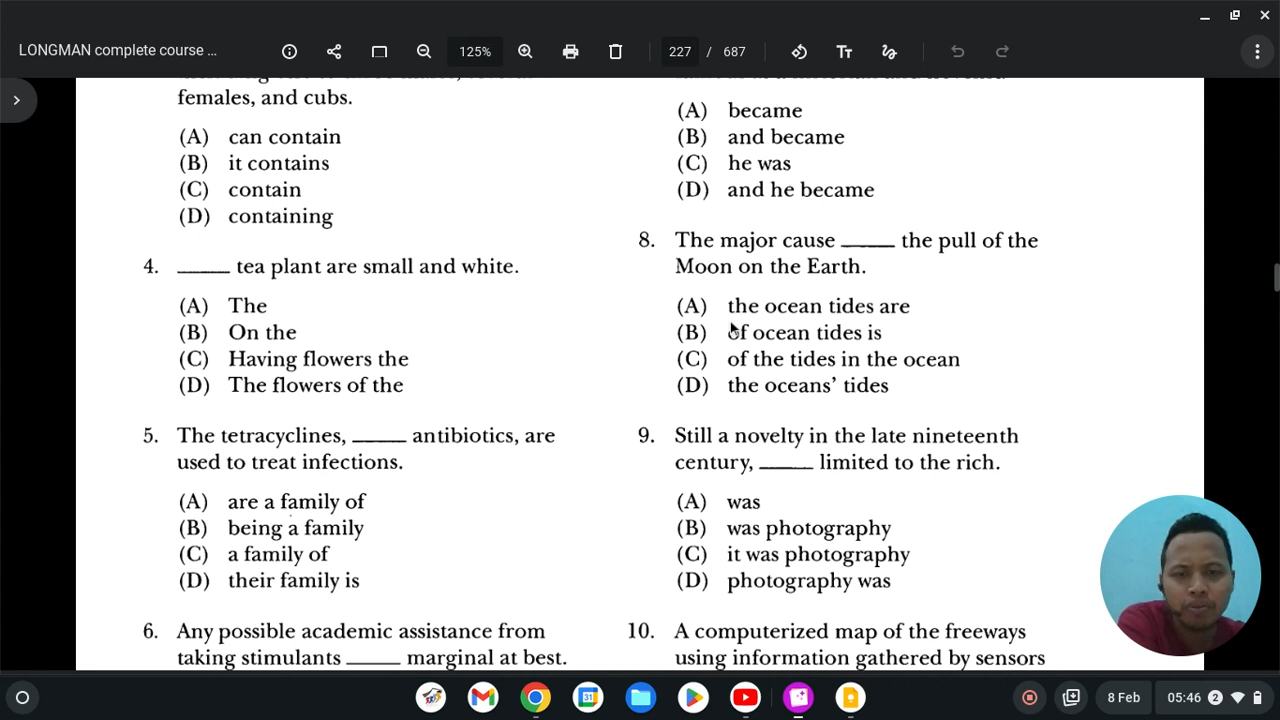 LONGMAN complete course ...
125%
227 / 687
females, and cubs.
(A) can contain
(B) it contains
(C) contain
(D) containing
4. _____ tea plant are small and white.
(A) The
(B) On the
(C) Having flowers the
(D) The flowers of the
5. The tetracyclines, _____ antibiotics, are
used to treat infections.
(A) are a family of
(B) being a family
(C) a family of
(D) their family is
6. Any possible academic assistance from
taking stimulants _____ marginal at best.
(A) became
(B) and became
(C) he was
(D) and he became
8. The major cause _____ the pull of the
Moon on the Earth.
(A) the ocean tides are
(B) of ocean tides is
(C) of the tides in the ocean
(D) the oceans' tides
9. Still a novelty in the late nineteenth
century, _____ limited to the rich.
(A) was
(B) was photography
(C) it was photography
(D) photography was
10. A computerized map of the freeways
using information gathered by sensors
31
8 Feb
05:46
2